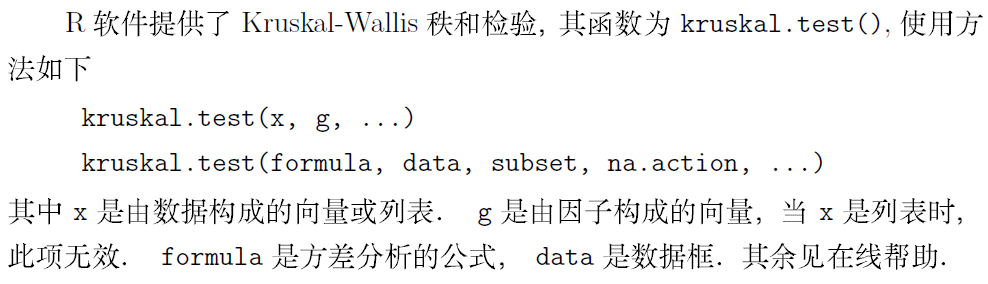 R 软件提供了 Kruskal-Wallis 秩和检验, 其函数为 kruskal.test(), 使用方
法如下
kruskal.test(x, g, ...)
kruskal.test(formula, data, subset, na.action, ...)
其中 x 是由数据构成的向量或列表. g 是由因子构成的向量, 当 x 是列表时,
此项无效. formula 是方差分析的公式, data 是数据框. 其余见在线帮助.